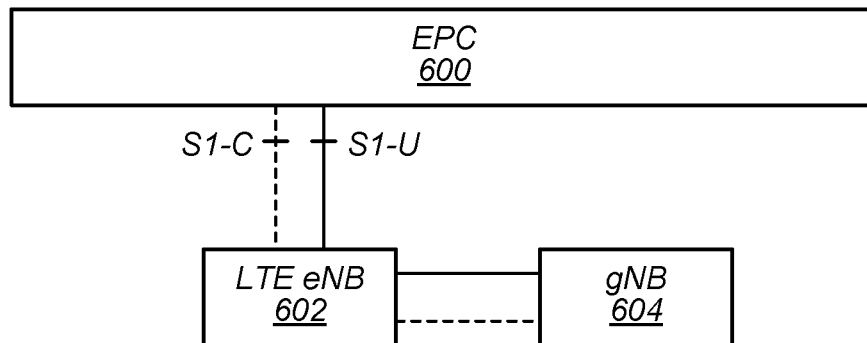 EPC
600
S1-C
S1-U
LTE eNB
602
gNB
604